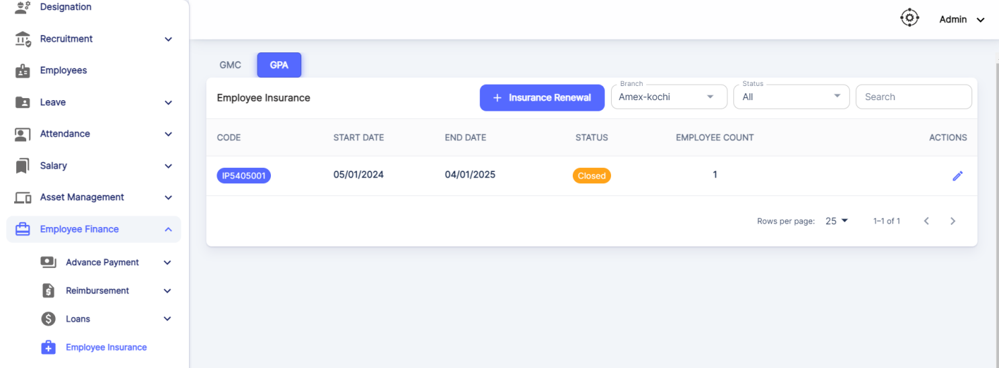 Designation
Recruitment
Employees
Leave
Attendance
Salary
Asset Management
Employee Finance
Advance Payment
Reimbursement
Loans
Employee Insurance
Admin
GMC GPA
Employee Insurance + Insurance Renewal Branch Amex-kochi Status All Search
CODE START DATE END DATE STATUS EMPLOYEE COUNT ACTIONS
IP5405001 05/01/2024 04/01/2025 Closed 1
Rows per page: 25 1–1 of 1